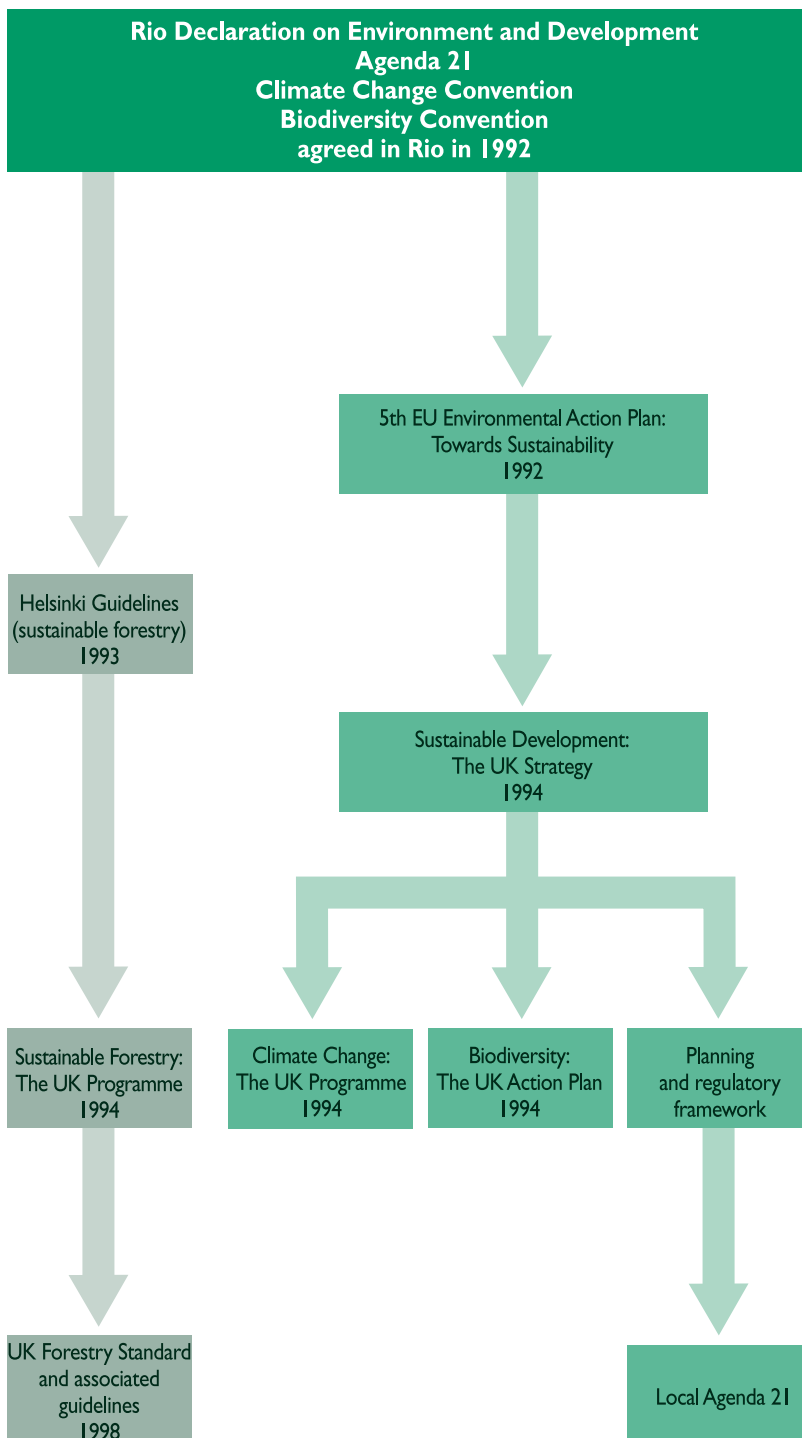 Rio Declaration on Environment and Development
Agenda 21
Climate Change Convention
Biodiversity Convention
agreed in Rio in 1992
5th EU Environmental Action Plan:
Towards Sustainability
1992
Helsinki Guidelines
(sustainable forestry)
1993
Sustainable Development:
The UK Strategy
1994
Sustainable Forestry:
The UK Programme
1994
Climate Change:
The UK Programme
1994
Biodiversity:
The UK Action Plan
1994
Planning
and regulatory
framework
UK Forestry Standard
and associated
guidelines
1998
Local Agenda 21